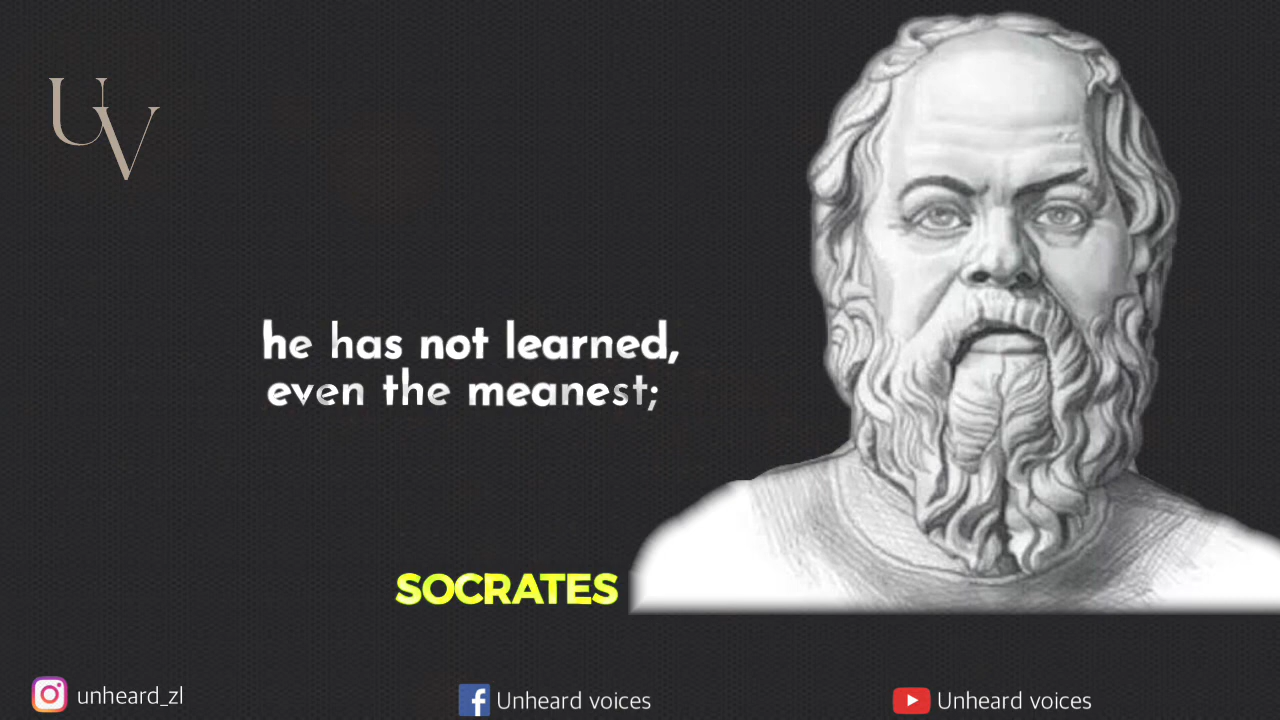 UV
he has not learned,
even the meanest;
SOCRATES
unheard_zl
Unheard voices
Unheard voices